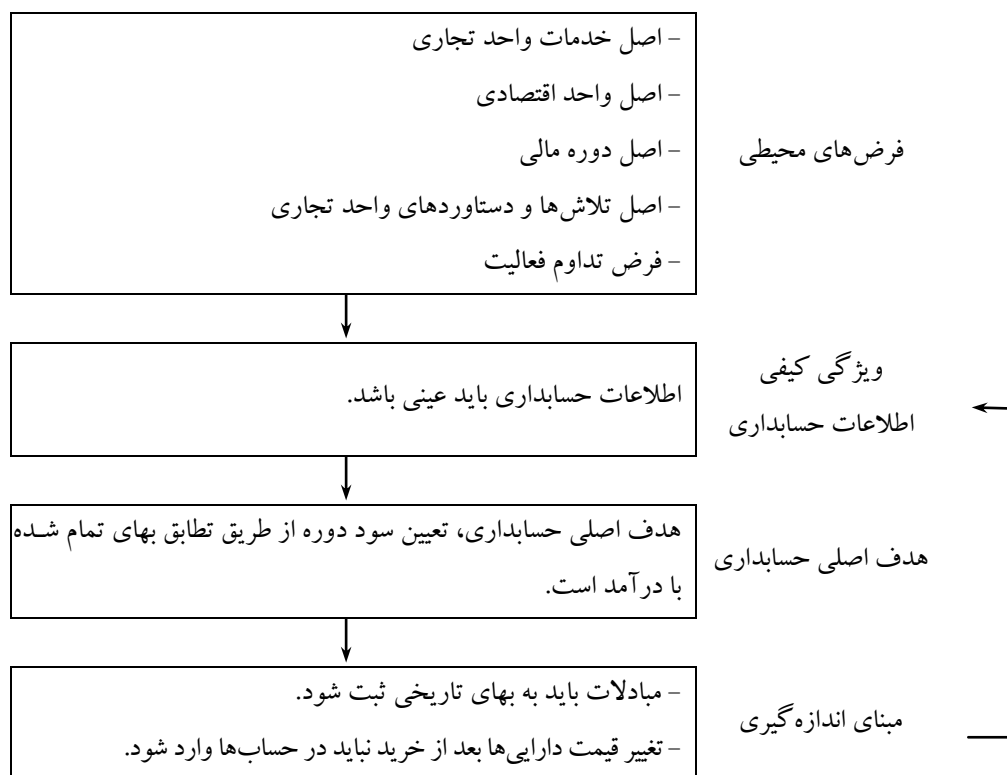 فرض‌های محیطی
– اصل خدمات واحد تجاری
– اصل واحد اقتصادی
– اصل دوره مالی
– اصل تلاش‌ها و دستاوردهای واحد تجاری
– فرض تداوم فعالیت
ویژگی کیفی
اطلاعات حسابداری
اطلاعات حسابداری باید عینی باشد.
هدف اصلی حسابداری
هدف اصلی حسابداری، تعیین سود دوره از طریق تطابق بهای تمام شـده
با درآمد است.
مبنای اندازه‌گیری
– مبادلات باید به بهای تاریخی ثبت شود.
– تغییر قیمت دارایی‌ها بعد از خرید نباید در حساب‌ها وارد شود.